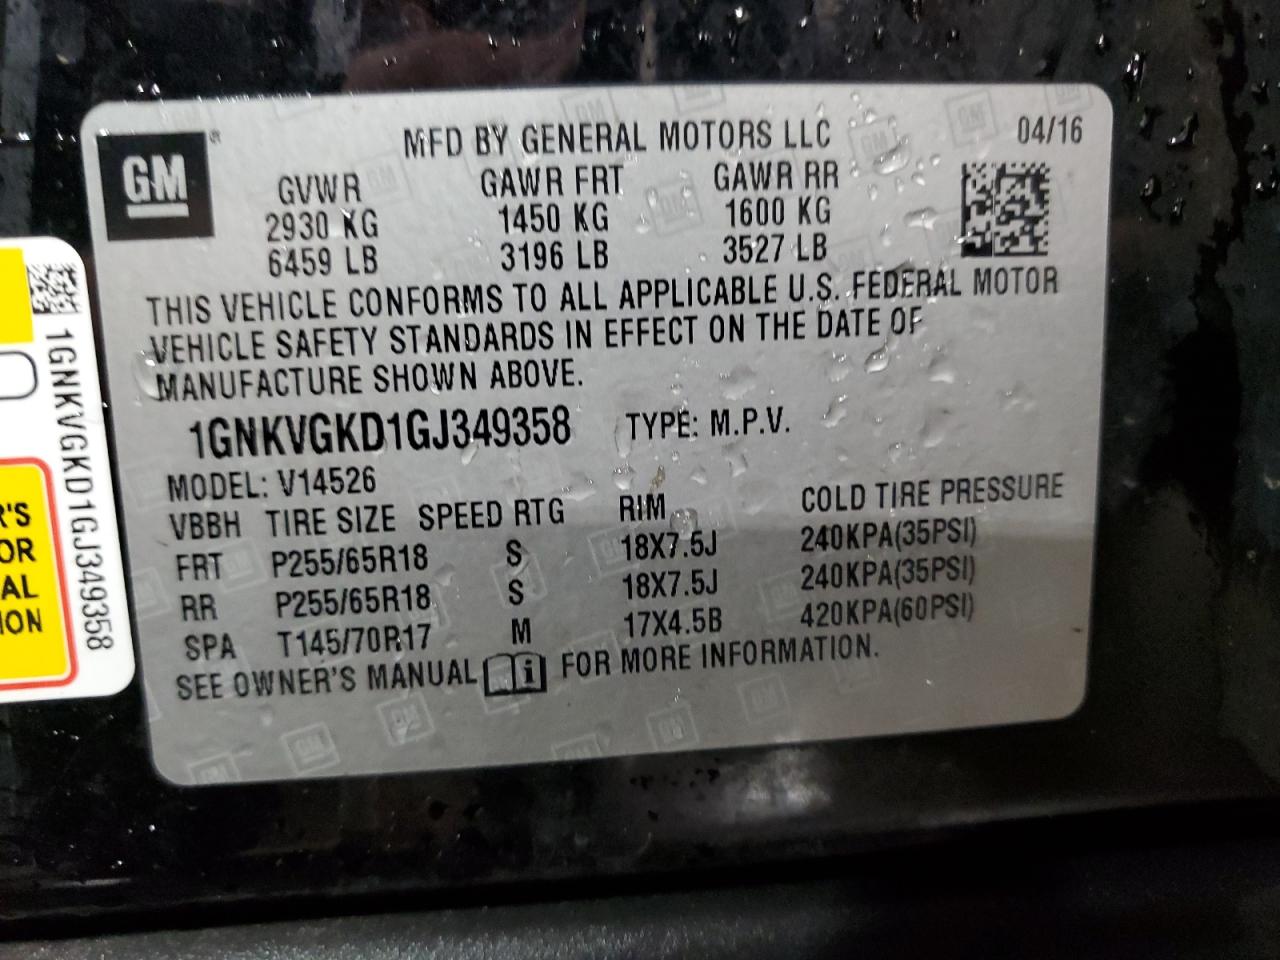 GM
MFD BY GENERAL MOTORS LLC 04/16
GVWR GAWR FRT GAWR RR
2930 KG 1450 KG 1600 KG
6459 LB 3196 LB 3527 LB
THIS VEHICLE CONFORMS TO ALL APPLICABLE U.S. FEDERAL MOTOR
VEHICLE SAFETY STANDARDS IN EFFECT ON THE DATE OF
MANUFACTURE SHOWN ABOVE.
1GNKVGKD1GJ349358 TYPE: M.P.V.
MODEL: V14526
VBBH TIRE SIZE SPEED RTG RIM COLD TIRE PRESSURE
FRT P255/65R18 S 18X7.5J 240KPA(35PSI)
RR P255/65R18 S 18X7.5J 240KPA(35PSI)
SPA T145/70R17 M 17X4.5B 420KPA(60PSI)
SEE OWNER'S MANUAL i FOR MORE INFORMATION.
1GNKVGKD1GJ349358
R'S
OR
AL
ION